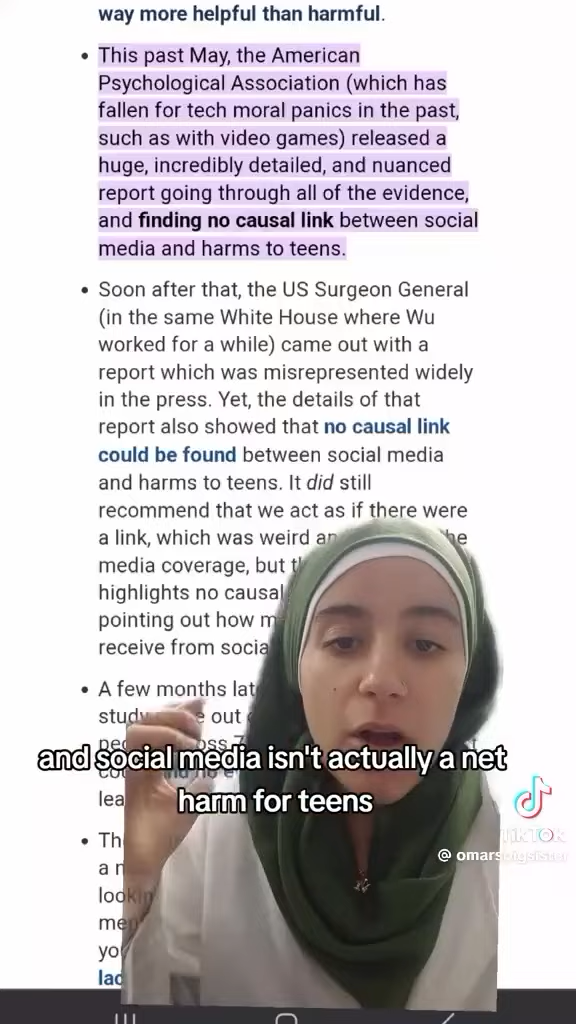 way more helpful than harmful.
• This past May, the American
Psychological Association (which has
fallen for tech moral panics in the past,
such as with video games) released a
huge, incredibly detailed, and nuanced
report going through all of the evidence,
and finding no causal link between social
media and harms to teens.
• Soon after that, the US Surgeon General
(in the same White House where Wu
worked for a while) came out with a
report which was misrepresented widely
in the press. Yet, the details of that
report also showed that no causal link
could be found between social media
and harms to teens. It did still
recommend that we act as if there were
a link, which was weird
media coverage, but
highlights no causal
pointing out how
receive from
• A few months
out
and social media isn't actually a net
harm for teens
TikTok
@ omarsbigsister